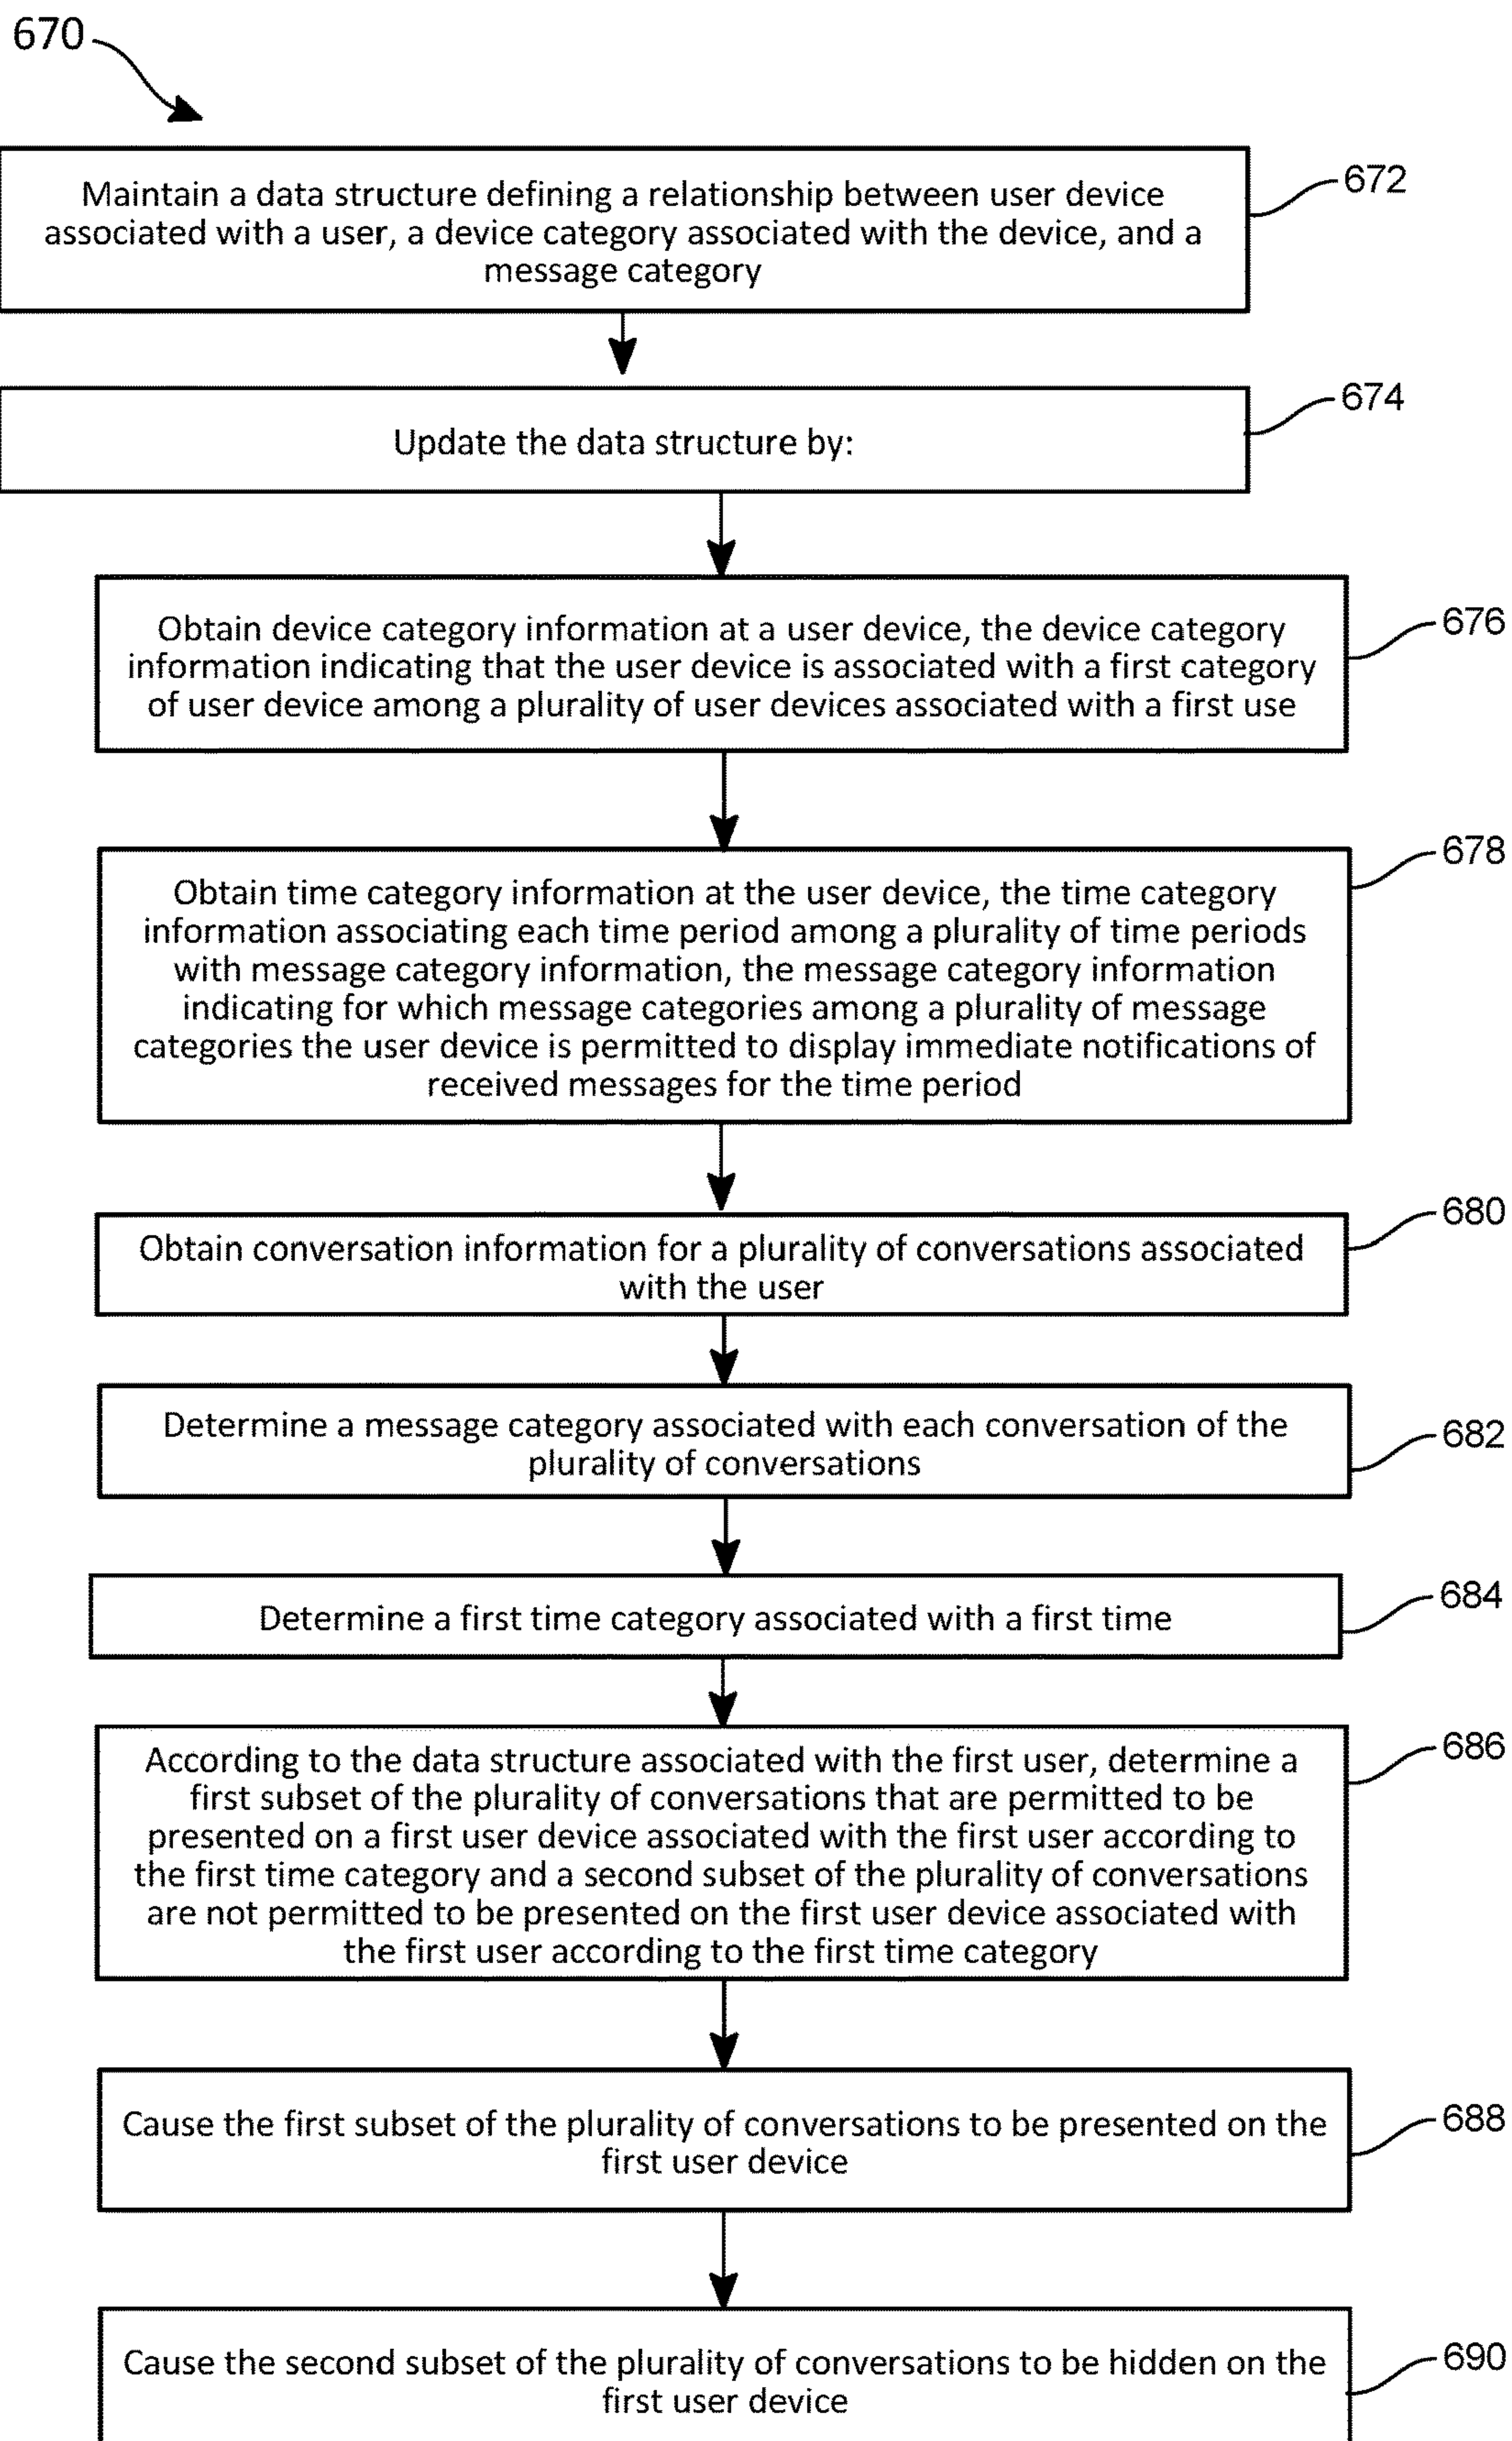 670
Maintain a data structure defining a relationship between user device
associated with a user, a device category associated with the device, and a
message category
672
Update the data structure by:
674
Obtain device category information at a user device, the device category
information indicating that the user device is associated with a first category
of user device among a plurality of user devices associated with a first use
676
Obtain time category information at the user device, the time category
information associating each time period among a plurality of time periods
with message category information, the message category information
indicating for which message categories among a plurality of message
categories the user device is permitted to display immediate notifications of
received messages for the time period
678
Obtain conversation information for a plurality of conversations associated
with the user
680
Determine a message category associated with each conversation of the
plurality of conversations
682
Determine a first time category associated with a first time
684
According to the data structure associated with the first user, determine a
first subset of the plurality of conversations that are permitted to be
presented on a first user device associated with the first user according to
the first time category and a second subset of the plurality of conversations
are not permitted to be presented on the first user device associated with
the first user according to the first time category
686
Cause the first subset of the plurality of conversations to be presented on the
first user device
688
Cause the second subset of the plurality of conversations to be hidden on the
first user device
690